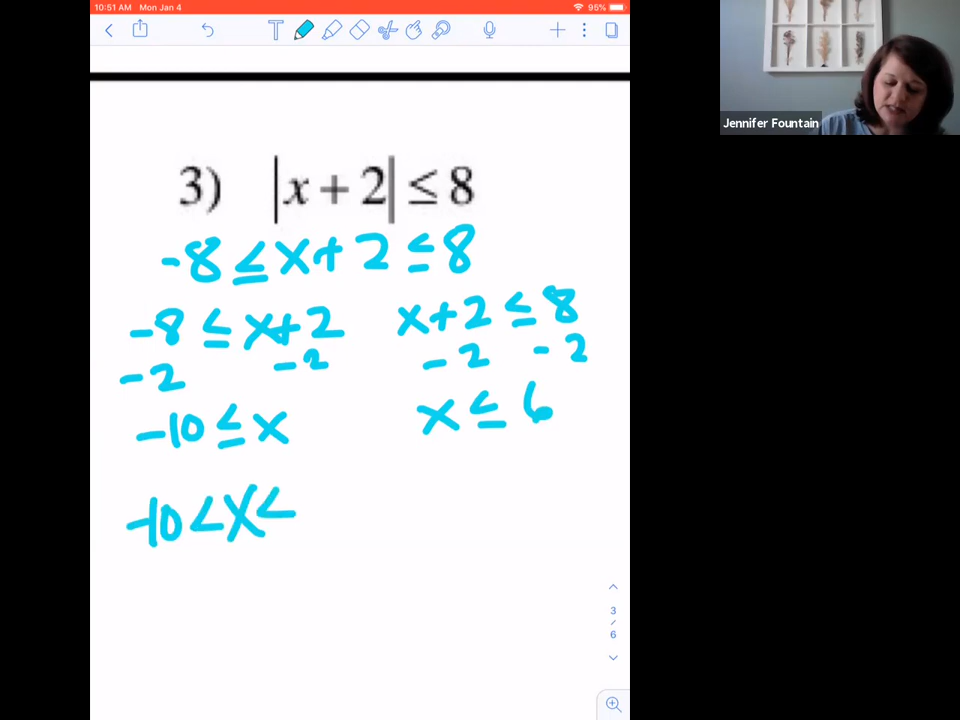 10:51 AM Mon Jan 4
95%
T
Jennifer Fountain
3) |x + 2| ≤ 8
-8 ≤ x + 2 ≤ 8
-8 ≤ x+2 x+2 ≤ 8
-2 -2 -2 -2
-10 ≤ x x ≤ 6
-10 < x <
3
/
6